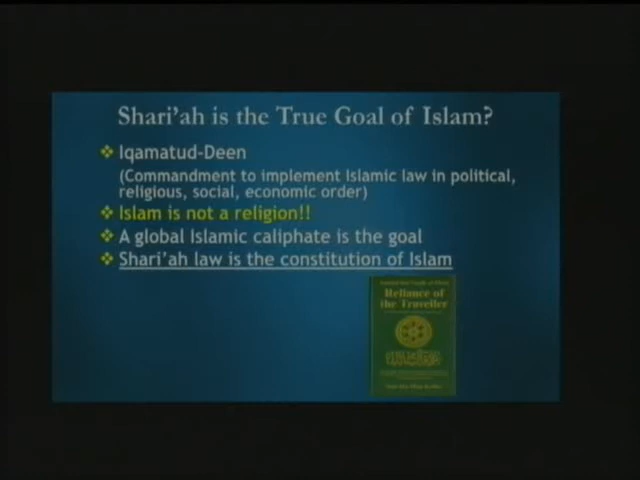 Shari'ah is the True Goal of Islam?
❖ Iqamatud-Deen
(Commandment to implement Islamic law in political,
religious, social, economic order)
❖ Islam is not a religion!!
❖ A global Islamic caliphate is the goal
❖ Shari'ah law is the constitution of Islam
Reliance of
the Traveller